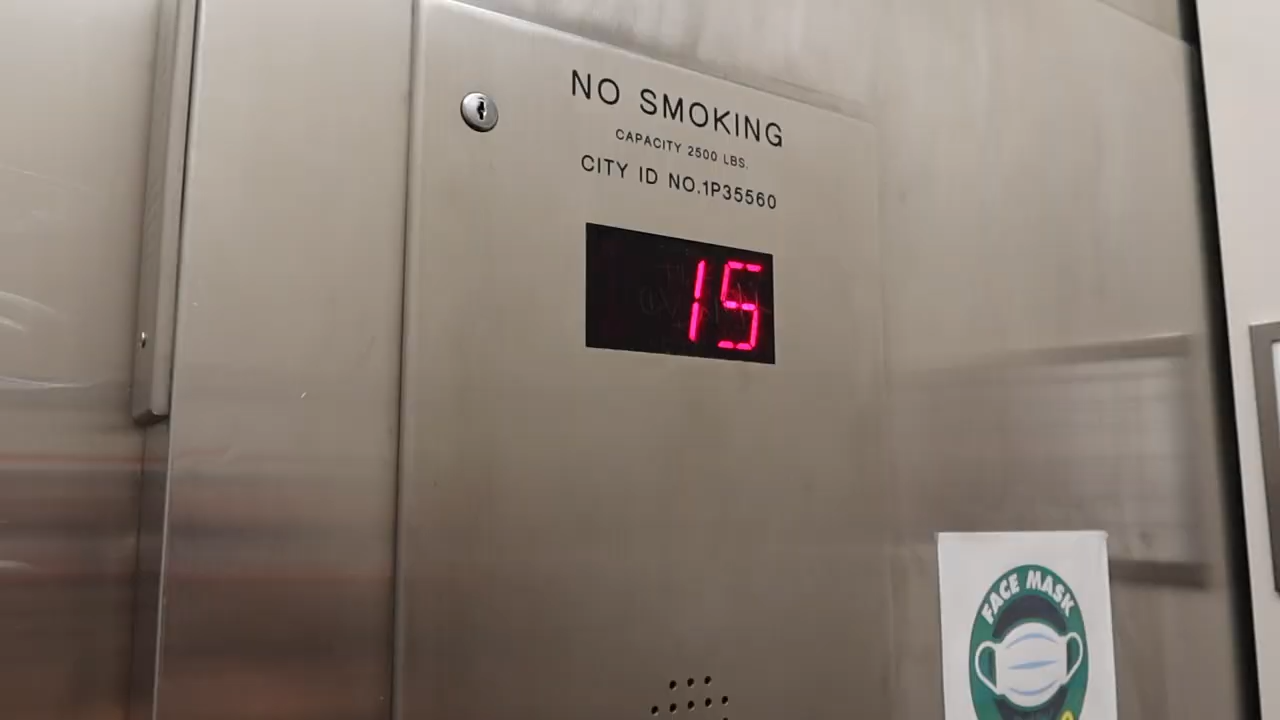 NO SMOKING
CAPACITY 2500 LBS.
CITY ID NO.1P35560
15
FACE MASK